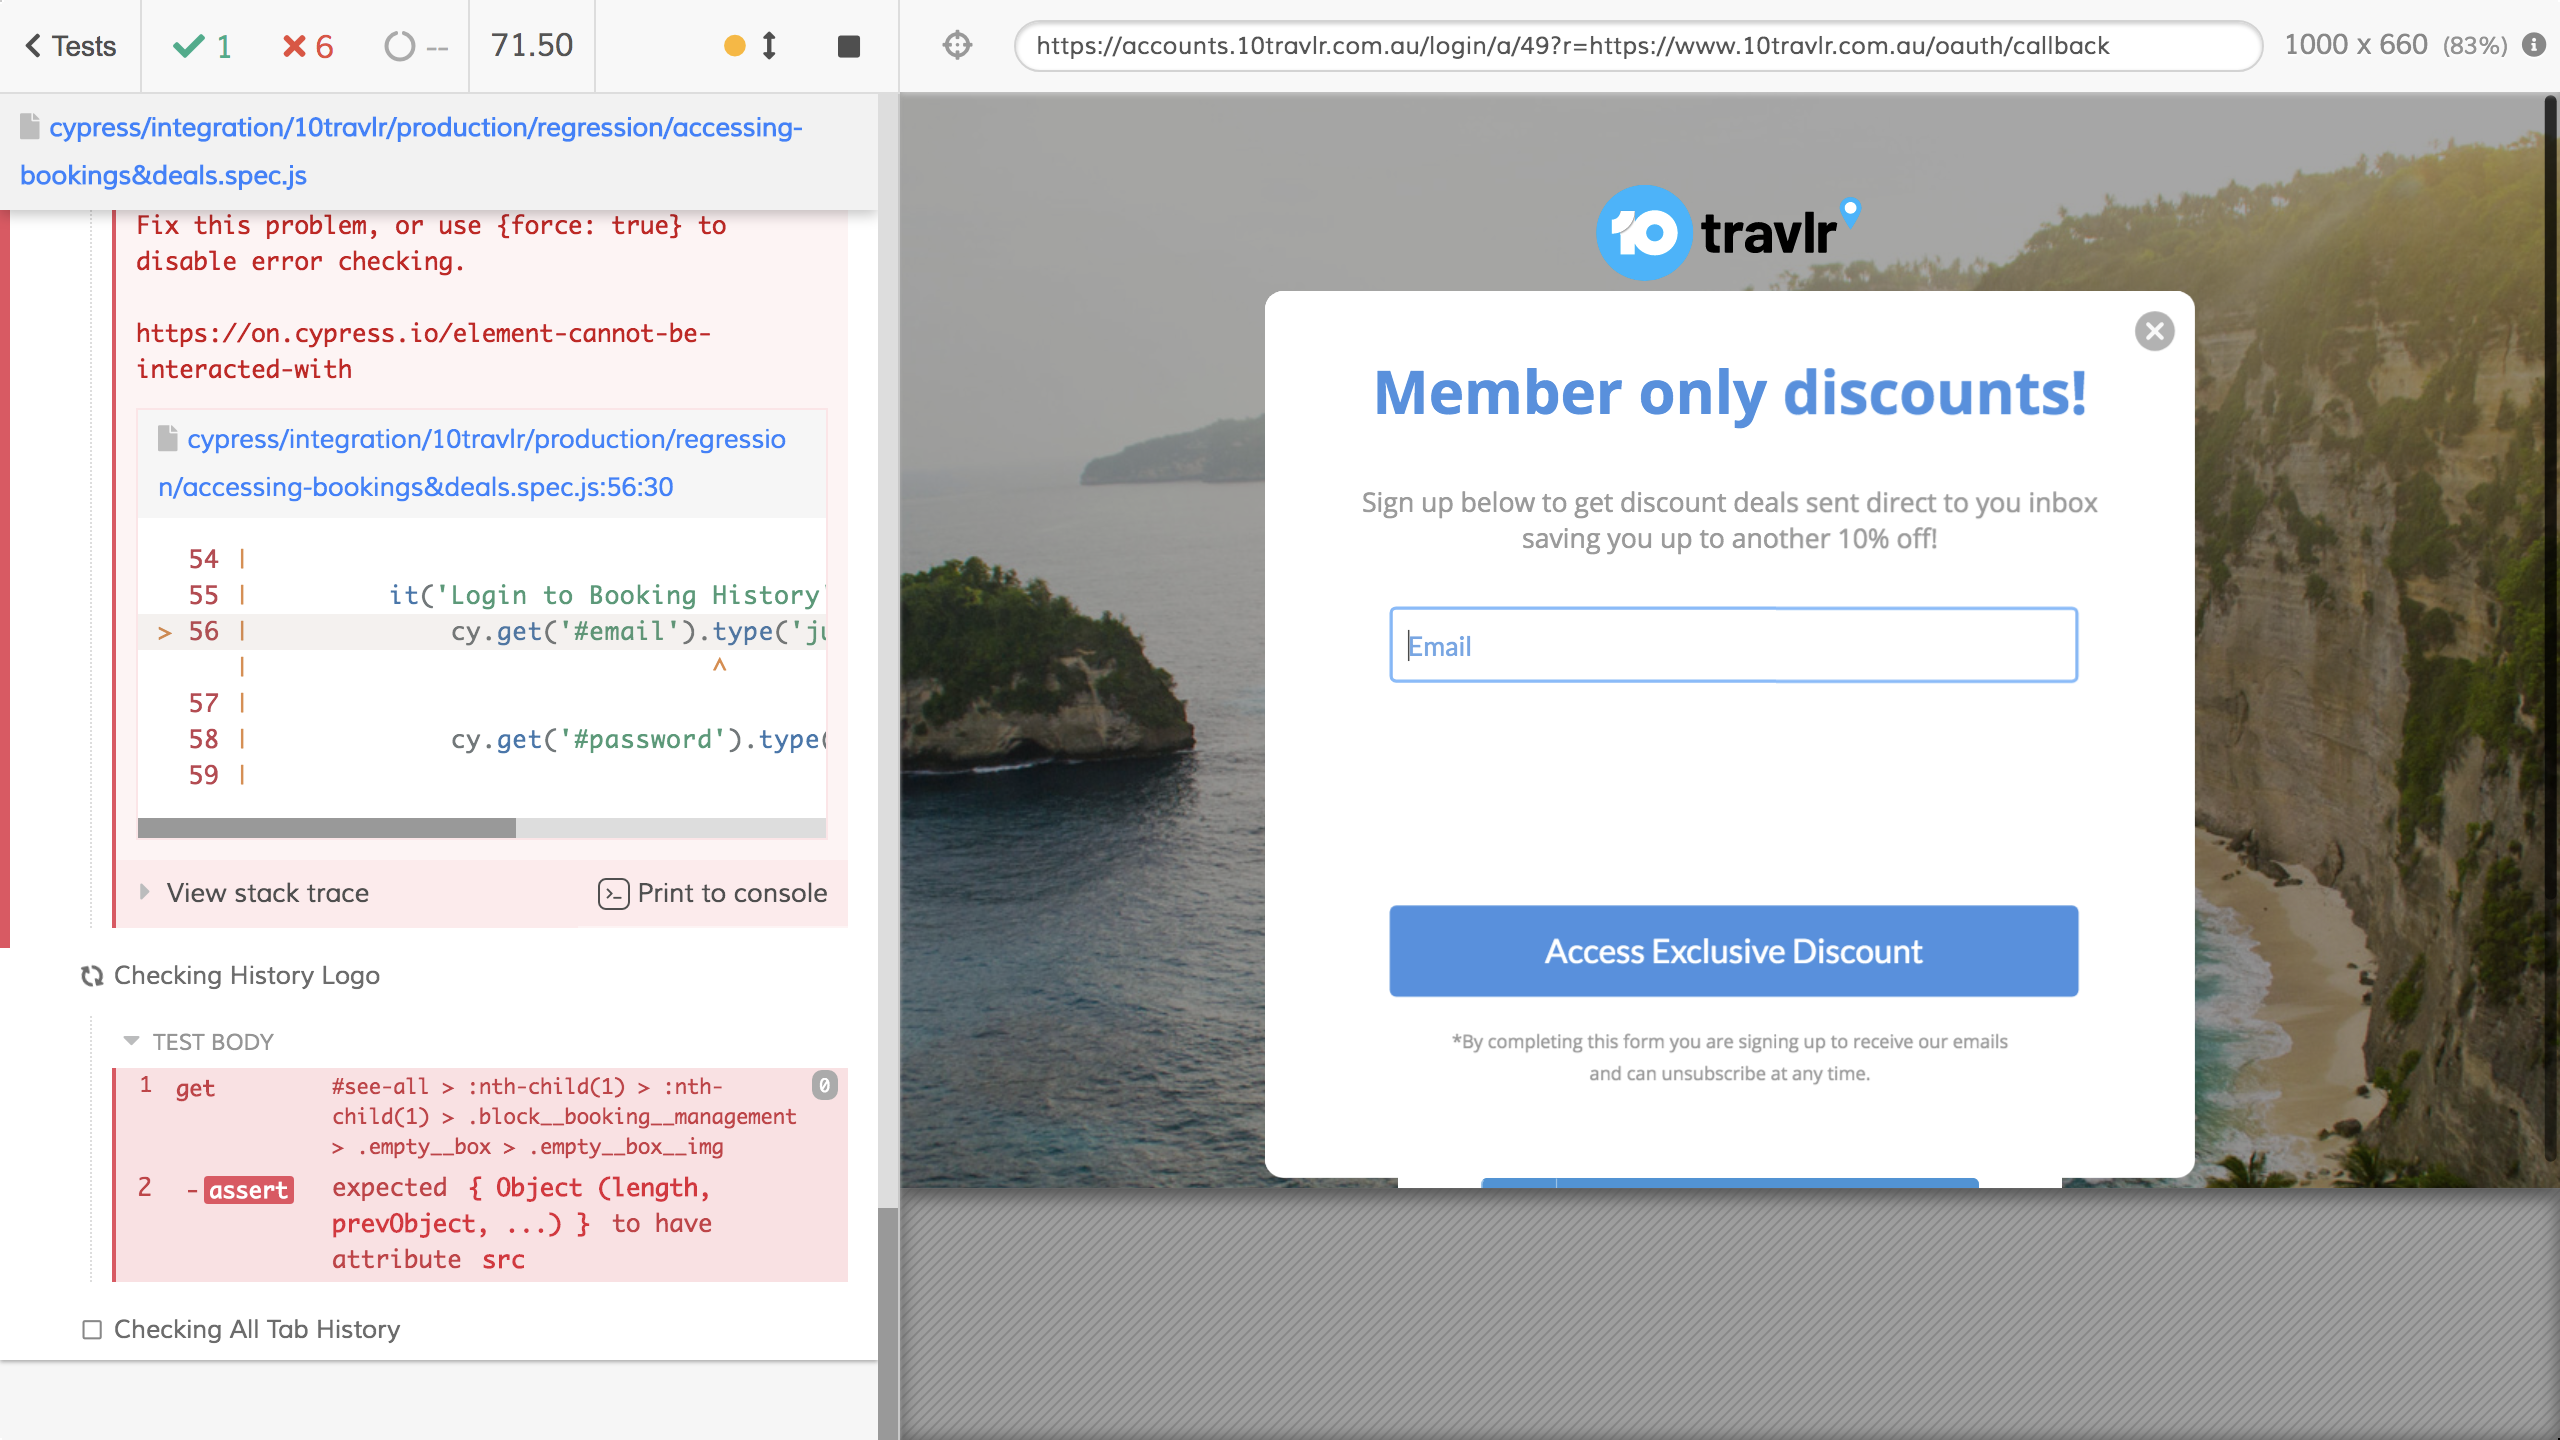 Tests
1
6
--
71.50
https://accounts.10travlr.com.au/login/a/49?r=https://www.10travlr.com.au/oauth/callback
1000 x 660 (83%)
cypress/integration/10travlr/production/regression/accessing-
bookings&deals.spec.js
Fix this problem, or use {force: true} to
disable error checking.
https://on.cypress.io/element-cannot-be-
interacted-with
cypress/integration/10travlr/production/regressio
n/accessing-bookings&deals.spec.js:56:30
54 |
55 | it('Login to Booking History'
> 56 | cy.get('#email').type('ju
| ^
57 |
58 | cy.get('#password').type(
59 |
View stack trace
Print to console
Checking History Logo
TEST BODY
1 get #see-all > :nth-child(1) > :nth-
child(1) > .block__booking__management
> .empty__box > .empty__box__img
0
2 -assert expected { Object (length,
prevObject, ...) } to have
attribute src
Checking All Tab History
10 travlr
Member only discounts!
Sign up below to get discount deals sent direct to you inbox
saving you up to another 10% off!
Email
Access Exclusive Discount
*By completing this form you are signing up to receive our emails
and can unsubscribe at any time.